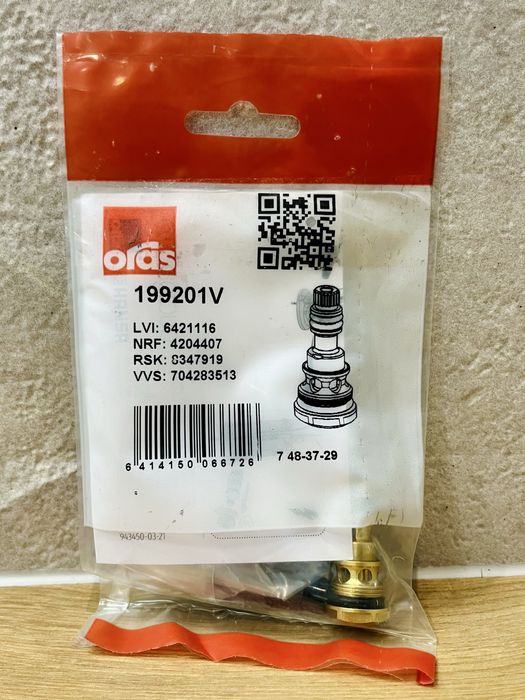 oras
199201V
LVI: 6421116
NRF: 4204407
RSK: 8347919
VVS: 704283513
6 414150 066726
7 48-37-29
943450-03-21